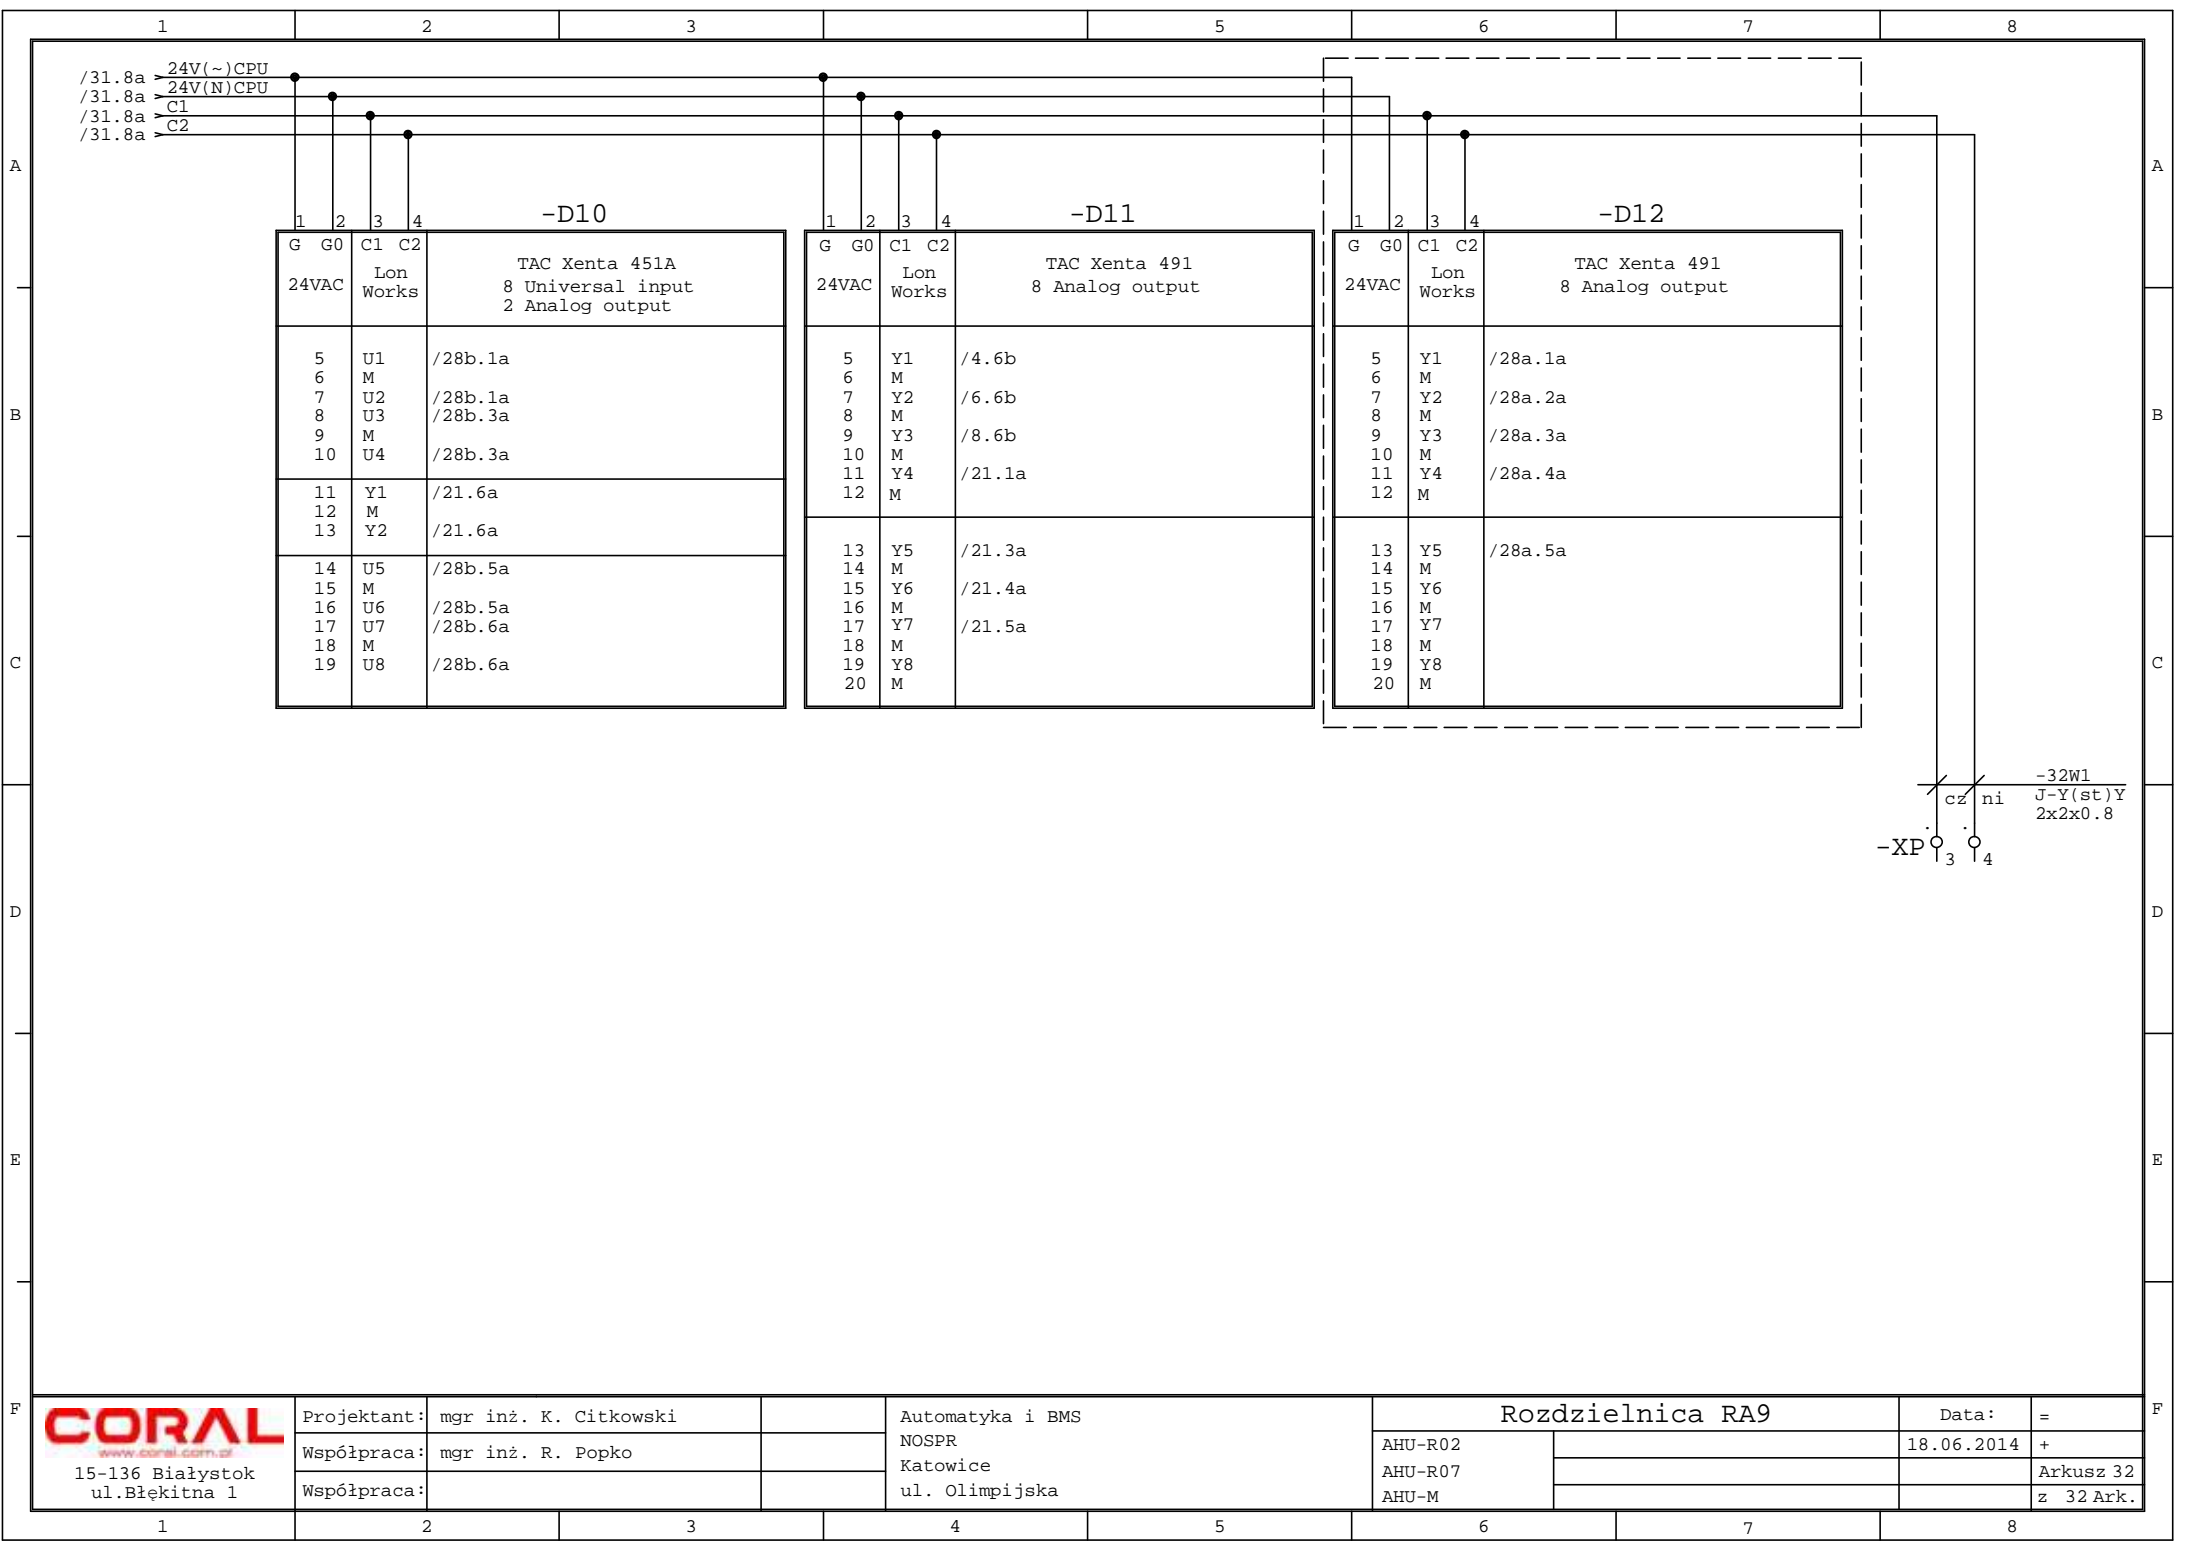 1 2 3 5 6 7 8
/31.8a 24V(~)CPU
/31.8a 24V(N)CPU
/31.8a C1
/31.8a C2
A A
-D10
1 2 3 4
G G0 C1 C2
24VAC
Lon
Works
TAC Xenta 451A
8 Universal input
2 Analog output
5 U1 /28b.1a
6 M
7 U2 /28b.1a
8 U3 /28b.3a
9 M
10 U4 /28b.3a
11 Y1 /21.6a
12 M
13 Y2 /21.6a
14 U5 /28b.5a
15 M
16 U6 /28b.5a
17 U7 /28b.6a
18 M
19 U8 /28b.6a
-D11
1 2 3 4
G G0 C1 C2
24VAC
Lon
Works
TAC Xenta 491
8 Analog output
5 Y1 /4.6b
6 M
7 Y2 /6.6b
8 M
9 Y3 /8.6b
10 M
11 Y4 /21.1a
12 M
13 Y5 /21.3a
14 M
15 Y6 /21.4a
16 M
17 Y7 /21.5a
18 M
19 Y8
20 M
-D12
1 2 3 4
G G0 C1 C2
24VAC
Lon
Works
TAC Xenta 491
8 Analog output
5 Y1 /28a.1a
6 M
7 Y2 /28a.2a
8 M
9 Y3 /28a.3a
10 M
11 Y4 /28a.4a
12 M
13 Y5 /28a.5a
14 M
15 Y6
16 M
17 Y7
18 M
19 Y8
20 M
B B
C C
-32W1
cz ni J-Y(st)Y
2x2x0.8
-XP 3 4
D D
E E
F F
CORAL
www.coral.com.pl
15-136 Białystok
ul.Błękitna 1
Projektant: mgr inż. K. Citkowski
Współpraca: mgr inż. R. Popko
Współpraca:
Automatyka i BMS
NOSPR
Katowice
ul. Olimpijska
Rozdzielnica RA9
AHU-R02
AHU-R07
AHU-M
Data: =
18.06.2014 +
Arkusz 32
z 32 Ark.
1 2 3 4 5 6 7 8